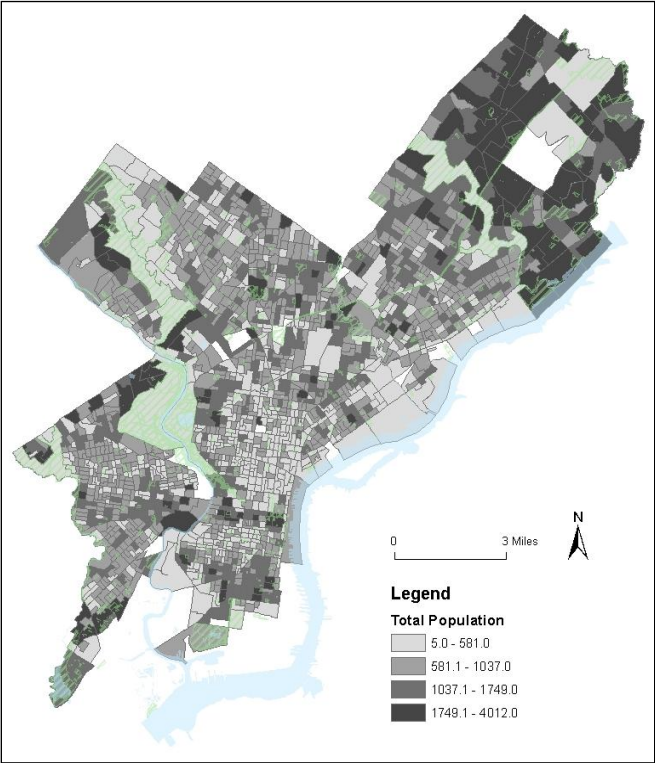 N
0 3 Miles
Legend
Total Population
5.0 - 581.0
581.1 - 1037.0
1037.1 - 1749.0
1749.1 - 4012.0